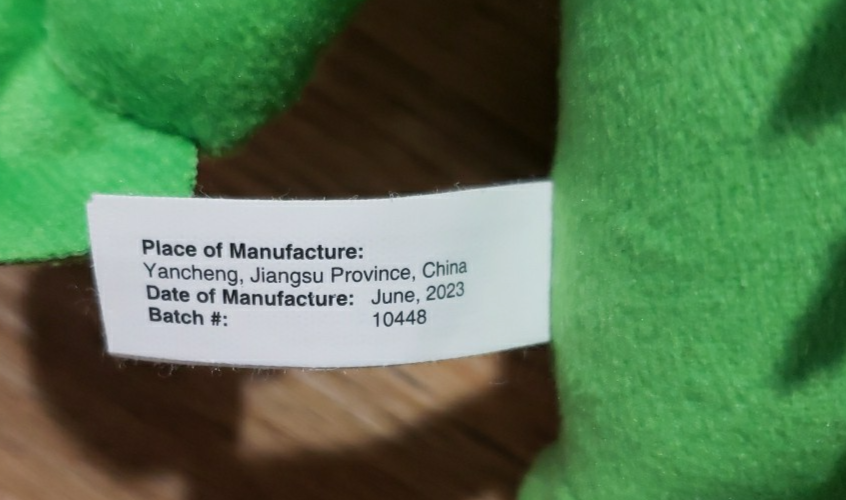 Place of Manufacture:
Yancheng, Jiangsu Province, China
Date of Manufacture: June, 2023
Batch #: 10448